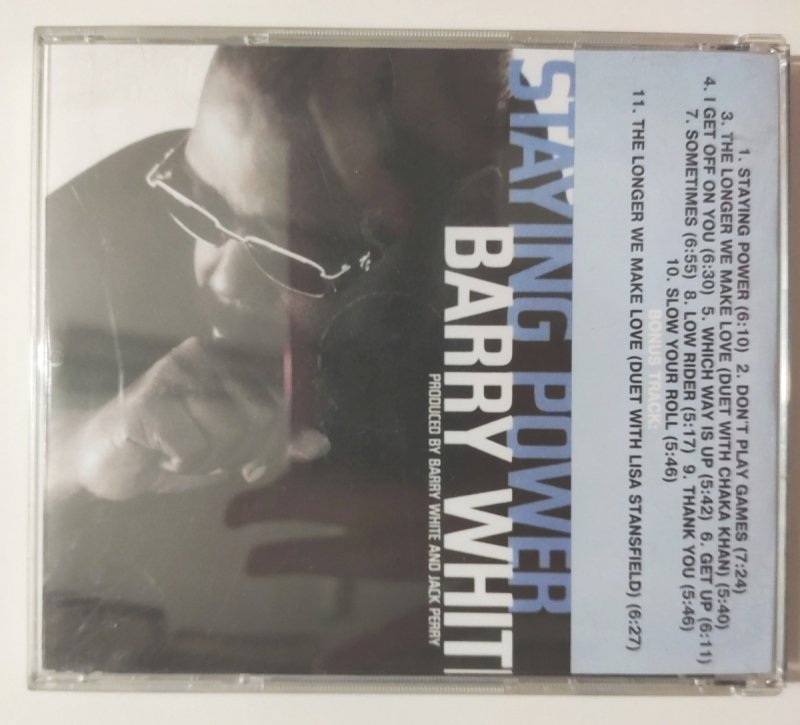 1. STAYING POWER (6:10) 2. DON'T PLAY GAMES (7:24)
3. THE LONGER WE MAKE LOVE (DUET WITH CHAKA KHAN) (5:40)
4. I GET OFF ON YOU (6:30) 5. WHICH WAY IS UP (5:42) 6. GET UP (6:11)
7. SOMETIMES (6:55) 8. LOW RIDER (5:17) 9. THANK YOU (5:46)
10. SLOW YOUR ROLL (5:46)
BONUS TRACK:
11. THE LONGER WE MAKE LOVE (DUET WITH LISA STANSFIELD) (6:27)
STAYING POWER
BARRY WHIT
PRODUCED BY BARRY WHITE AND JACK PERRY